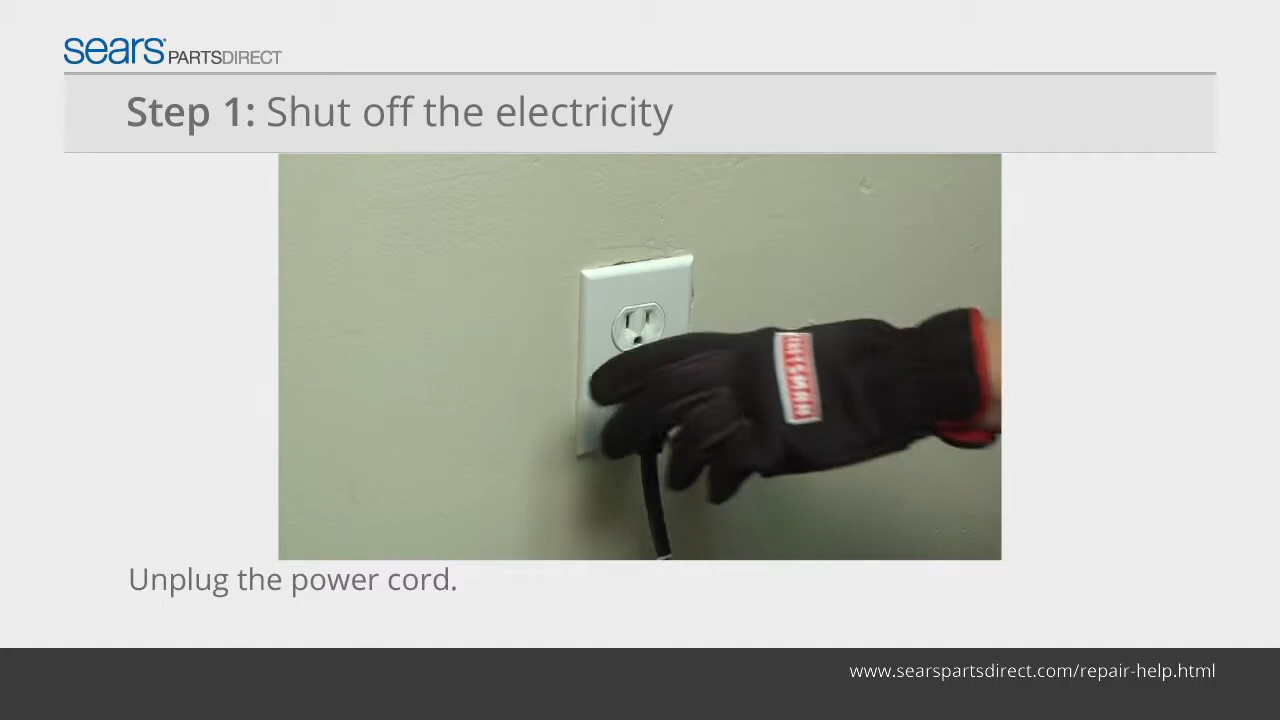 sears PARTSDIRECT
Step 1: Shut off the electricity
Unplug the power cord.
www.searspartsdirect.com/repair-help.html